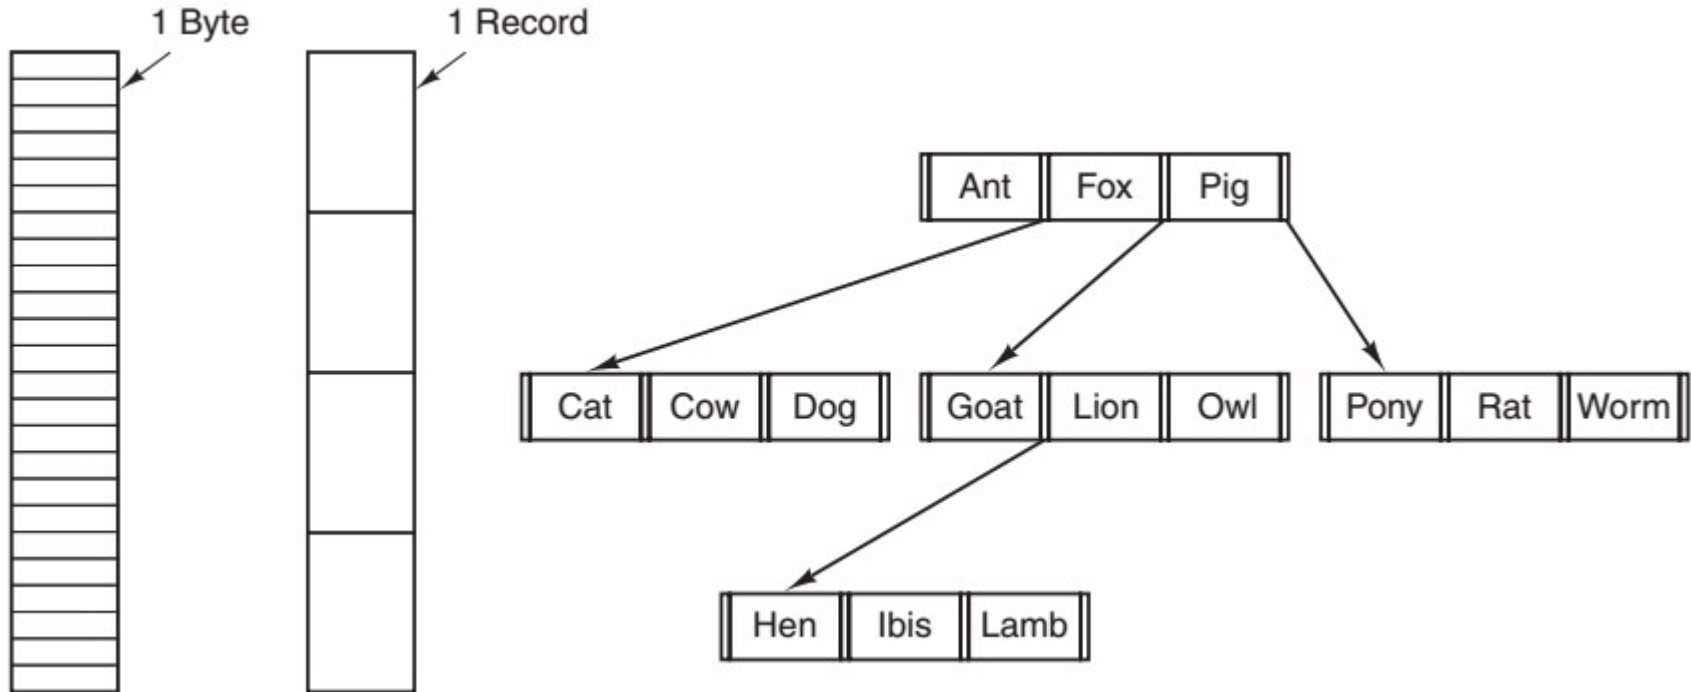 1 Byte
1 Record
Ant Fox Pig
Cat Cow Dog
Goat Lion Owl
Pony Rat Worm
Hen Ibis Lamb